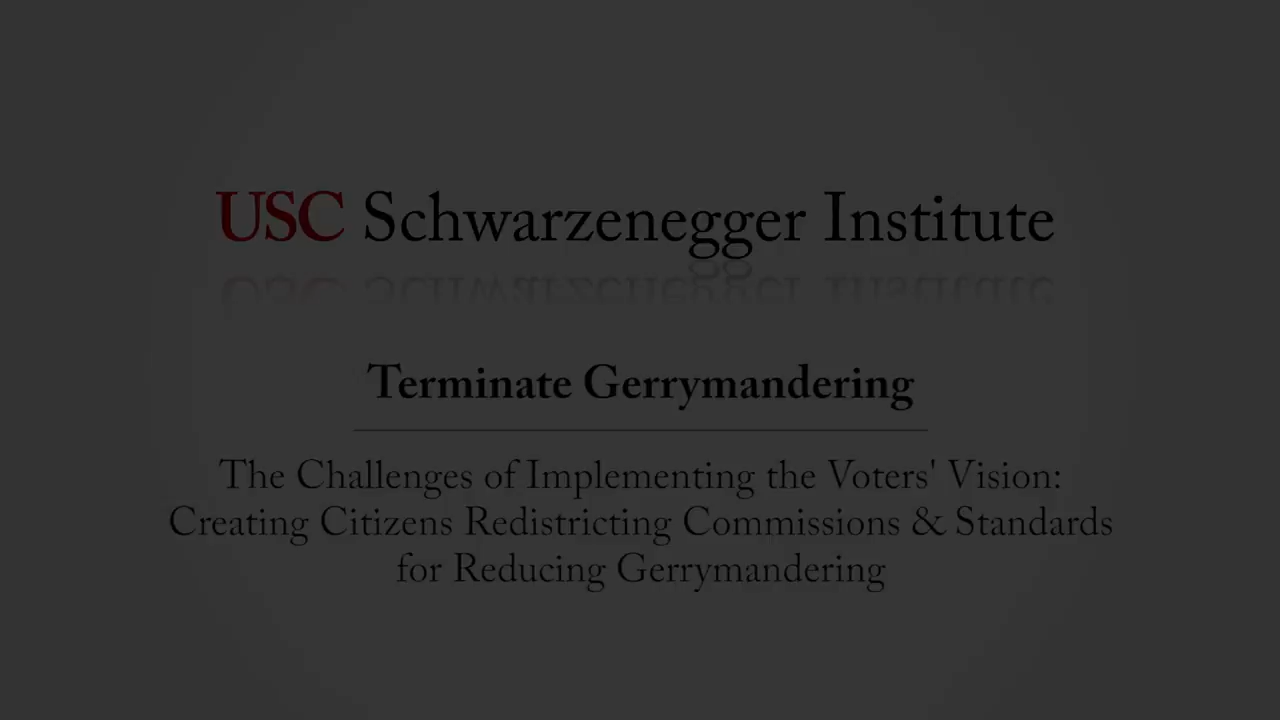 USC Schwarzenegger Institute
Terminate Gerrymandering
The Challenges of Implementing the Voters' Vision:
Creating Citizens Redistricting Commissions & Standards
for Reducing Gerrymandering